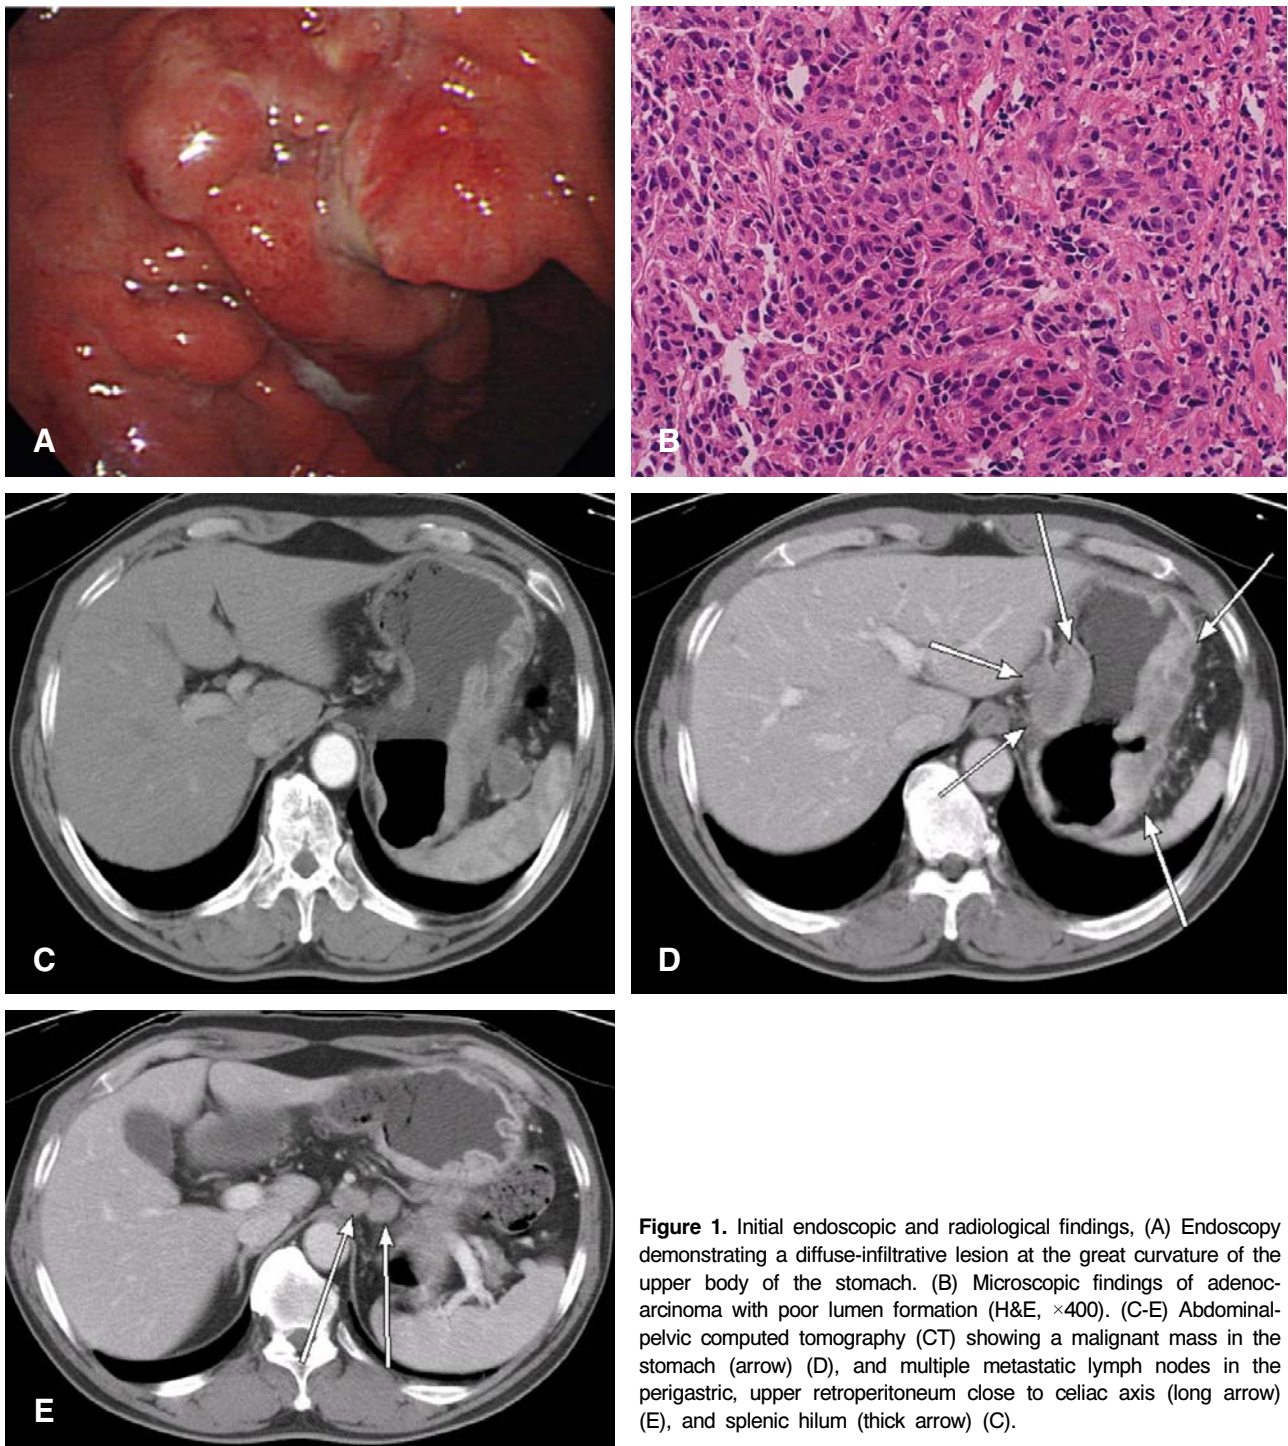 A
B
C
D
E
Figure 1. Initial endoscopic and radiological findings, (A) Endoscopy
demonstrating a diffuse-infiltrative lesion at the great curvature of the
upper body of the stomach. (B) Microscopic findings of adenoc-
arcinoma with poor lumen formation (H&E, ×400). (C-E) Abdominal-
pelvic computed tomography (CT) showing a malignant mass in the
stomach (arrow) (D), and multiple metastatic lymph nodes in the
perigastric, upper retroperitoneum close to celiac axis (long arrow)
(E), and splenic hilum (thick arrow) (C).